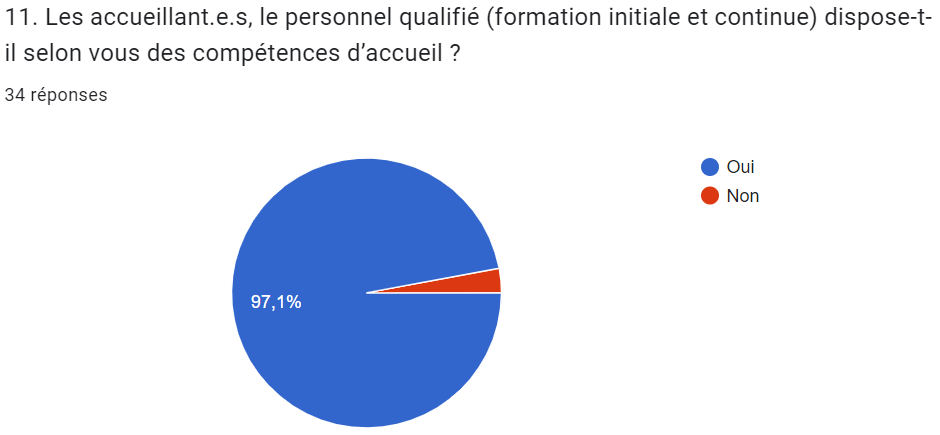 11. Les accueillant.e.s, le personnel qualifié (formation initiale et continue) dispose-t-
il selon vous des compétences d’accueil ?
34 réponses
Oui
Non
97,1%